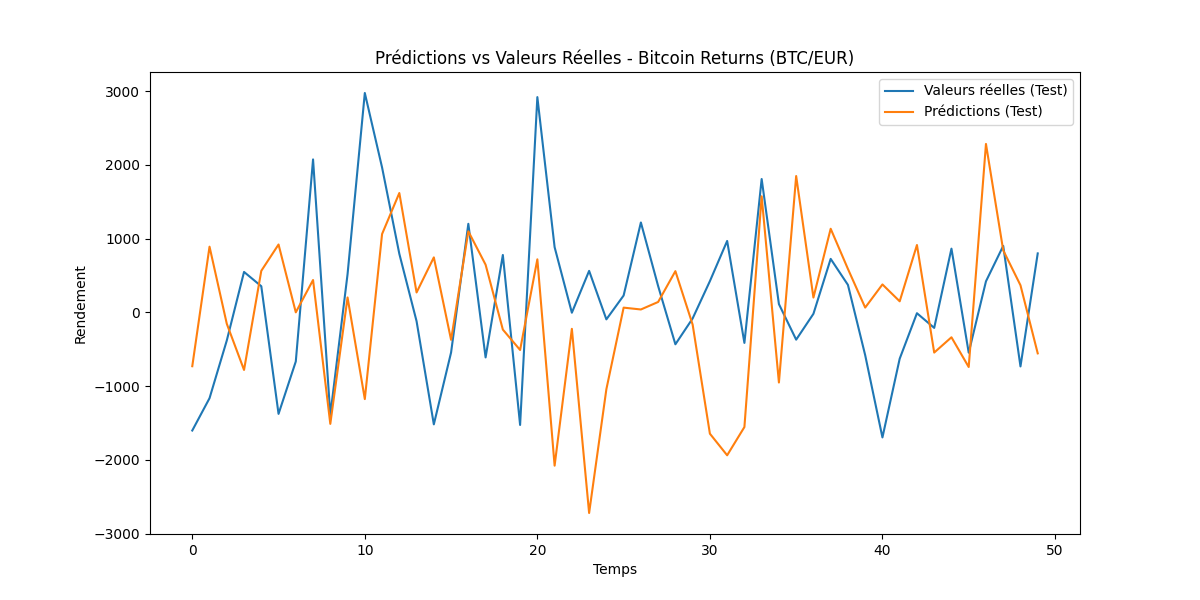 Prédictions vs Valeurs Réelles - Bitcoin Returns (BTC/EUR)
Valeurs réelles (Test)
Prédictions (Test)
3000
2000
1000
0
−1000
−2000
−3000
Rendement
0 10 20 30 40 50
Temps